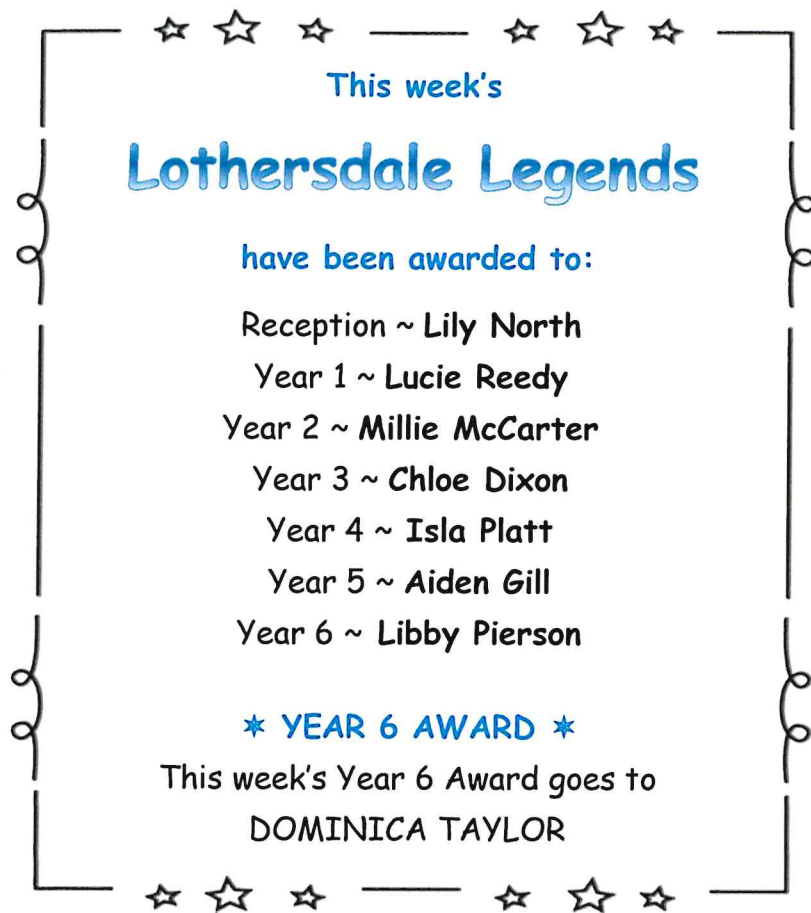 This week's
Lothersdale Legends
have been awarded to:
Reception ~ Lily North
Year 1 ~ Lucie Reedy
Year 2 ~ Millie McCarter
Year 3 ~ Chloe Dixon
Year 4 ~ Isla Platt
Year 5 ~ Aiden Gill
Year 6 ~ Libby Pierson
* YEAR 6 AWARD *
This week's Year 6 Award goes to
DOMINICA TAYLOR